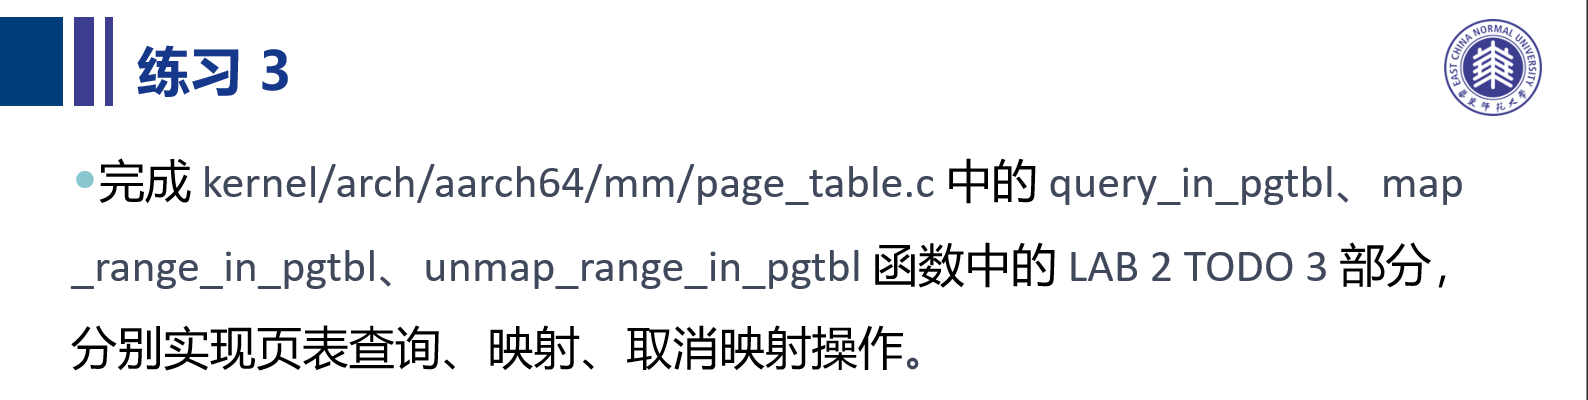 练习 3
EAST CHINA NORMAL UNIVERSITY
华东师范大学
•完成 kernel/arch/aarch64/mm/page_table.c 中的 query_in_pgtbl、map
_range_in_pgtbl、unmap_range_in_pgtbl 函数中的 LAB 2 TODO 3 部分，
分别实现页表查询、映射、取消映射操作。